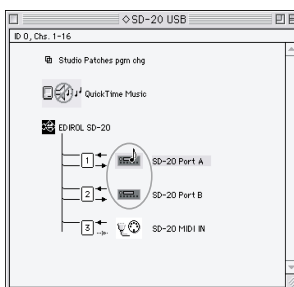 ◇SD-20 USB
ID 0, Chs. 1-16
Studio Patches pgm chg
QuickTime Music
EDIROL SD-20
1 SD-20 Port A
2 SD-20 Port B
3 SD-20 MIDI IN